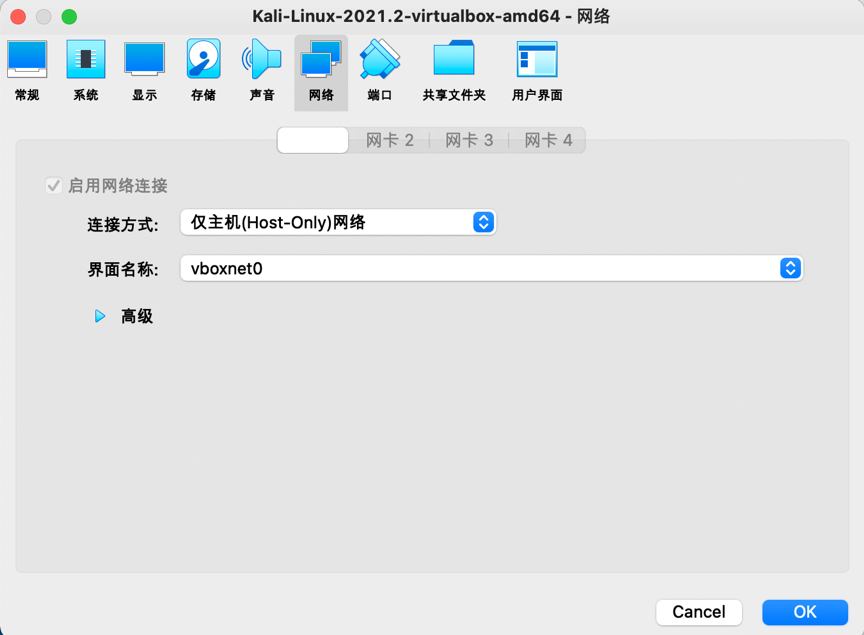 Kali-Linux-2021.2-virtualbox-amd64 - 网络
常规 系统 显示 存储 声音 网络 端口 共享文件夹 用户界面
网卡 2 网卡 3 网卡 4
启用网络连接
连接方式: 仅主机(Host-Only)网络
界面名称: vboxnet0
高级
Cancel OK